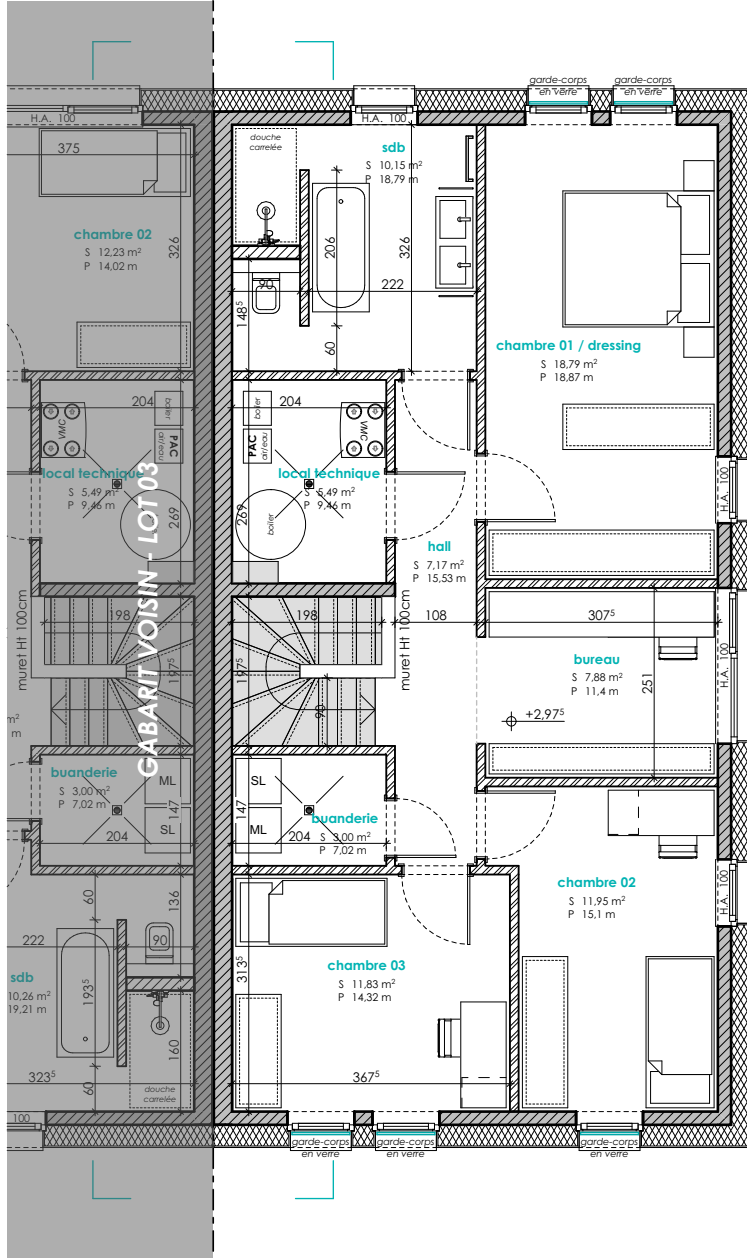 garde-corps
en verre
garde-corps
en verre
H.A. 100
H.A. 100
douche
carrelée
sdb
S 10,15 m²
P 18,79 m
375
chambre 02
S 12,23 m²
P 14,02 m
326
206
326
90
222
148⁵
60
chambre 01 / dressing
S 18,79 m²
P 18,87 m
204
boiler
VMC
PAC
air/eau
local technique
S 5,49 m²
P 9,46 m
269
204
boiler
VMC
PAC
air/eau
local technique
S 5,49 m²
P 9,46 m
269
boiler
H.A. 100
hall
S 7,17 m²
P 15,53 m
GABARIT VOISIN - LOT 03
muret Ht 100cm
198
197⁵
198
197⁵
90
muret Ht 100cm
108
307⁵
bureau
S 7,88 m²
P 11,4 m
251
H.A. 100
+2,97⁵
m²
m
buanderie
S 3,00 m²
P 7,02 m
ML
SL
147
204
SL
ML
147
204
buanderie
S 3,00 m²
P 7,02 m
chambre 02
S 11,95 m²
P 15,1 m
H.A. 100
60
136
222
90
sdb
10,26 m²
19,21 m
193⁵
160
60
323⁵
douche
carrelée
100
chambre 03
S 11,83 m²
P 14,32 m
313⁵
367⁵
garde-corps
en verre
garde-corps
garde-corps
en verre